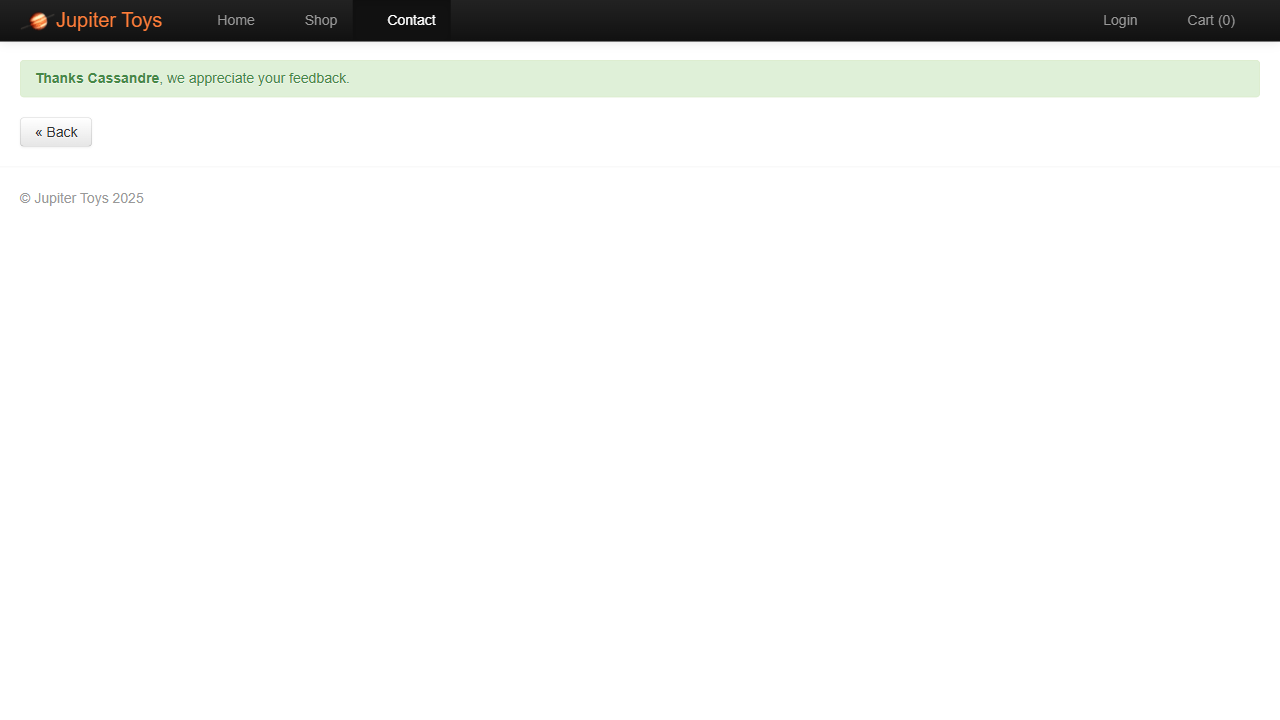 Jupiter Toys Home Shop Contact Login Cart (0)
Thanks Cassandre, we appreciate your feedback.
« Back
© Jupiter Toys 2025